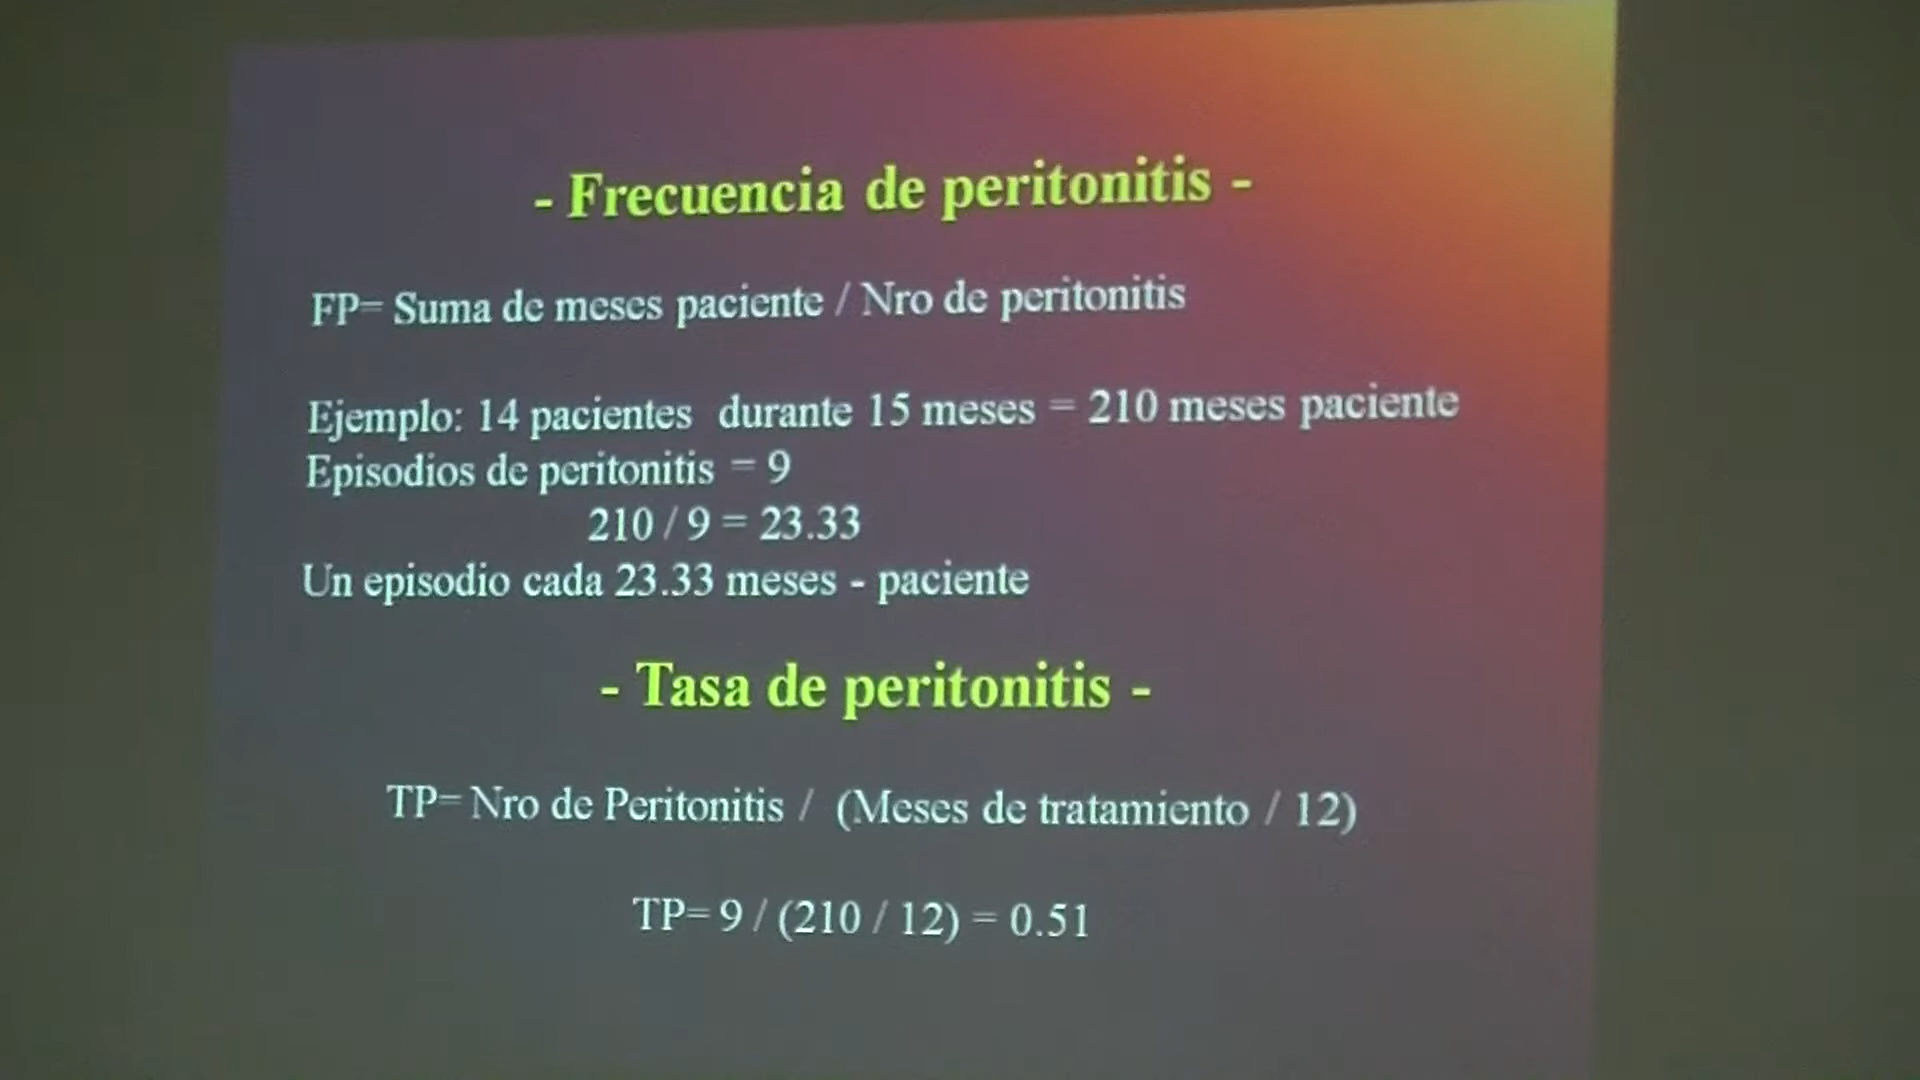 - Frecuencia de peritonitis -
FP= Suma de meses paciente / Nro de peritonitis
Ejemplo: 14 pacientes durante 15 meses = 210 meses paciente
Episodios de peritonitis = 9
210 / 9 = 23.33
Un episodio cada 23.33 meses - paciente
- Tasa de peritonitis -
TP= Nro de Peritonitis / (Meses de tratamiento / 12)
TP= 9 / (210 / 12) = 0.51